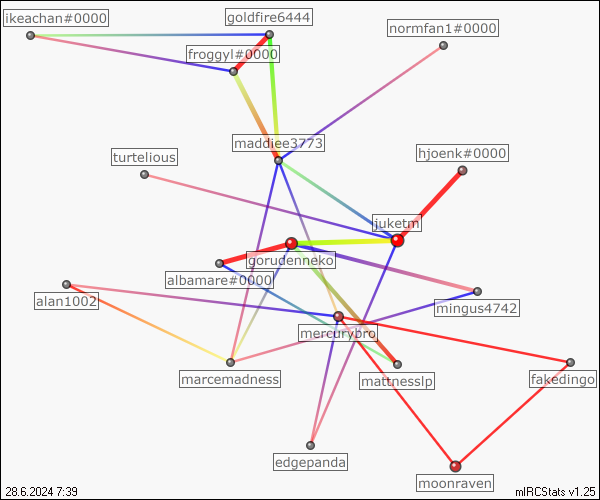 ikeachan#0000
goldfire6444
normfan1#0000
froggyl#0000
maddiee3773
turtelious
hjoenk#0000
juketm
gorudenneko
albamare#0000
alan1002
mingus4742
mercurybro
marcemadness
mattnesslp
fakedingo
edgepanda
moonraven
28.6.2024 7:39
mIRCStats v1.25